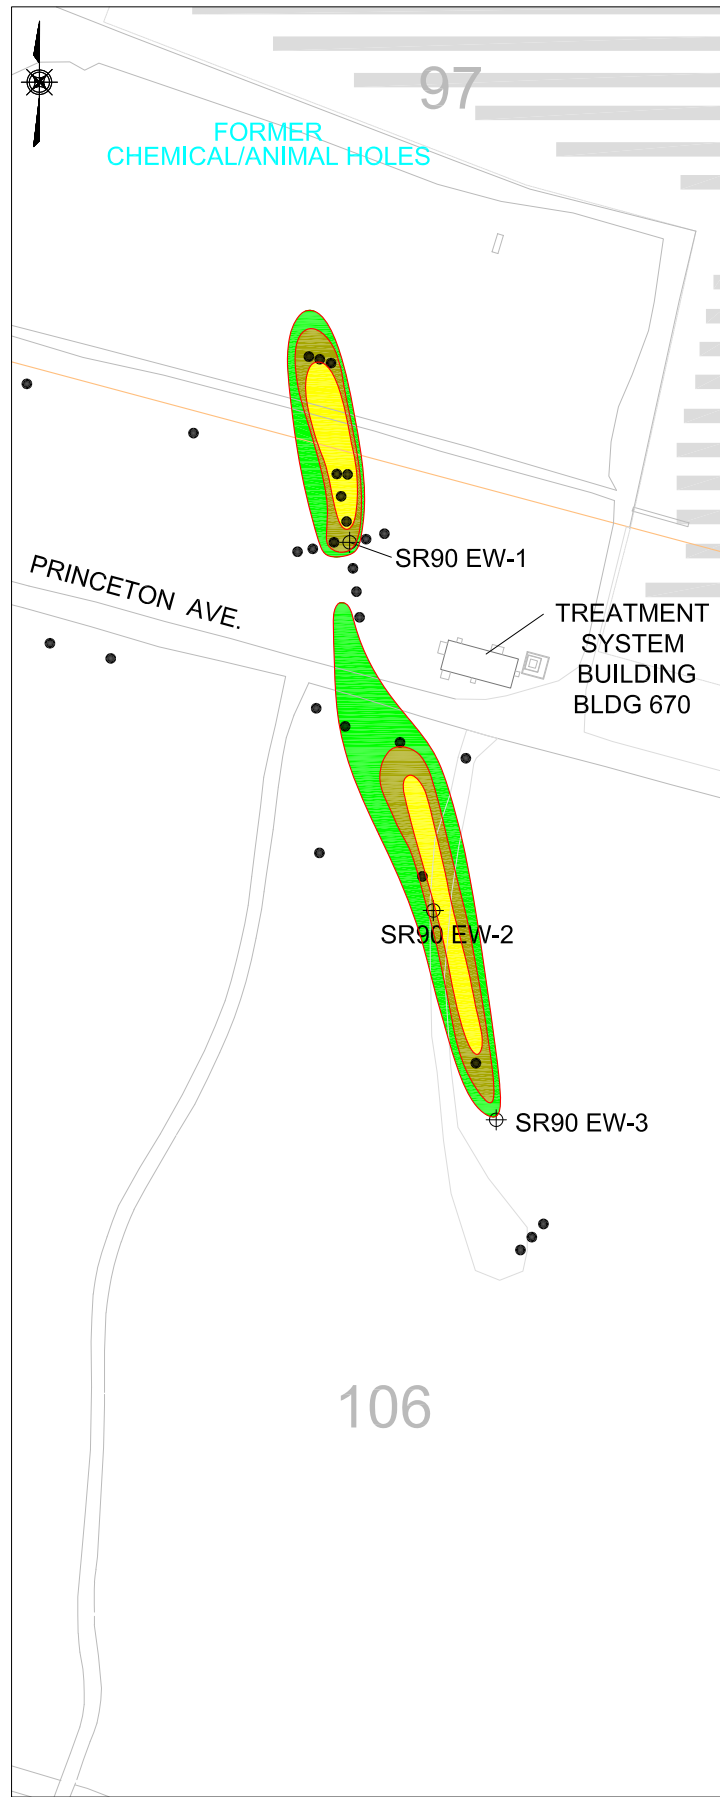 97
FORMER
CHEMICAL/ANIMAL HOLES
SR90 EW-1
PRINCETON AVE.
TREATMENT
SYSTEM
BUILDING
BLDG 670
SR90 EW-2
SR90 EW-3
106